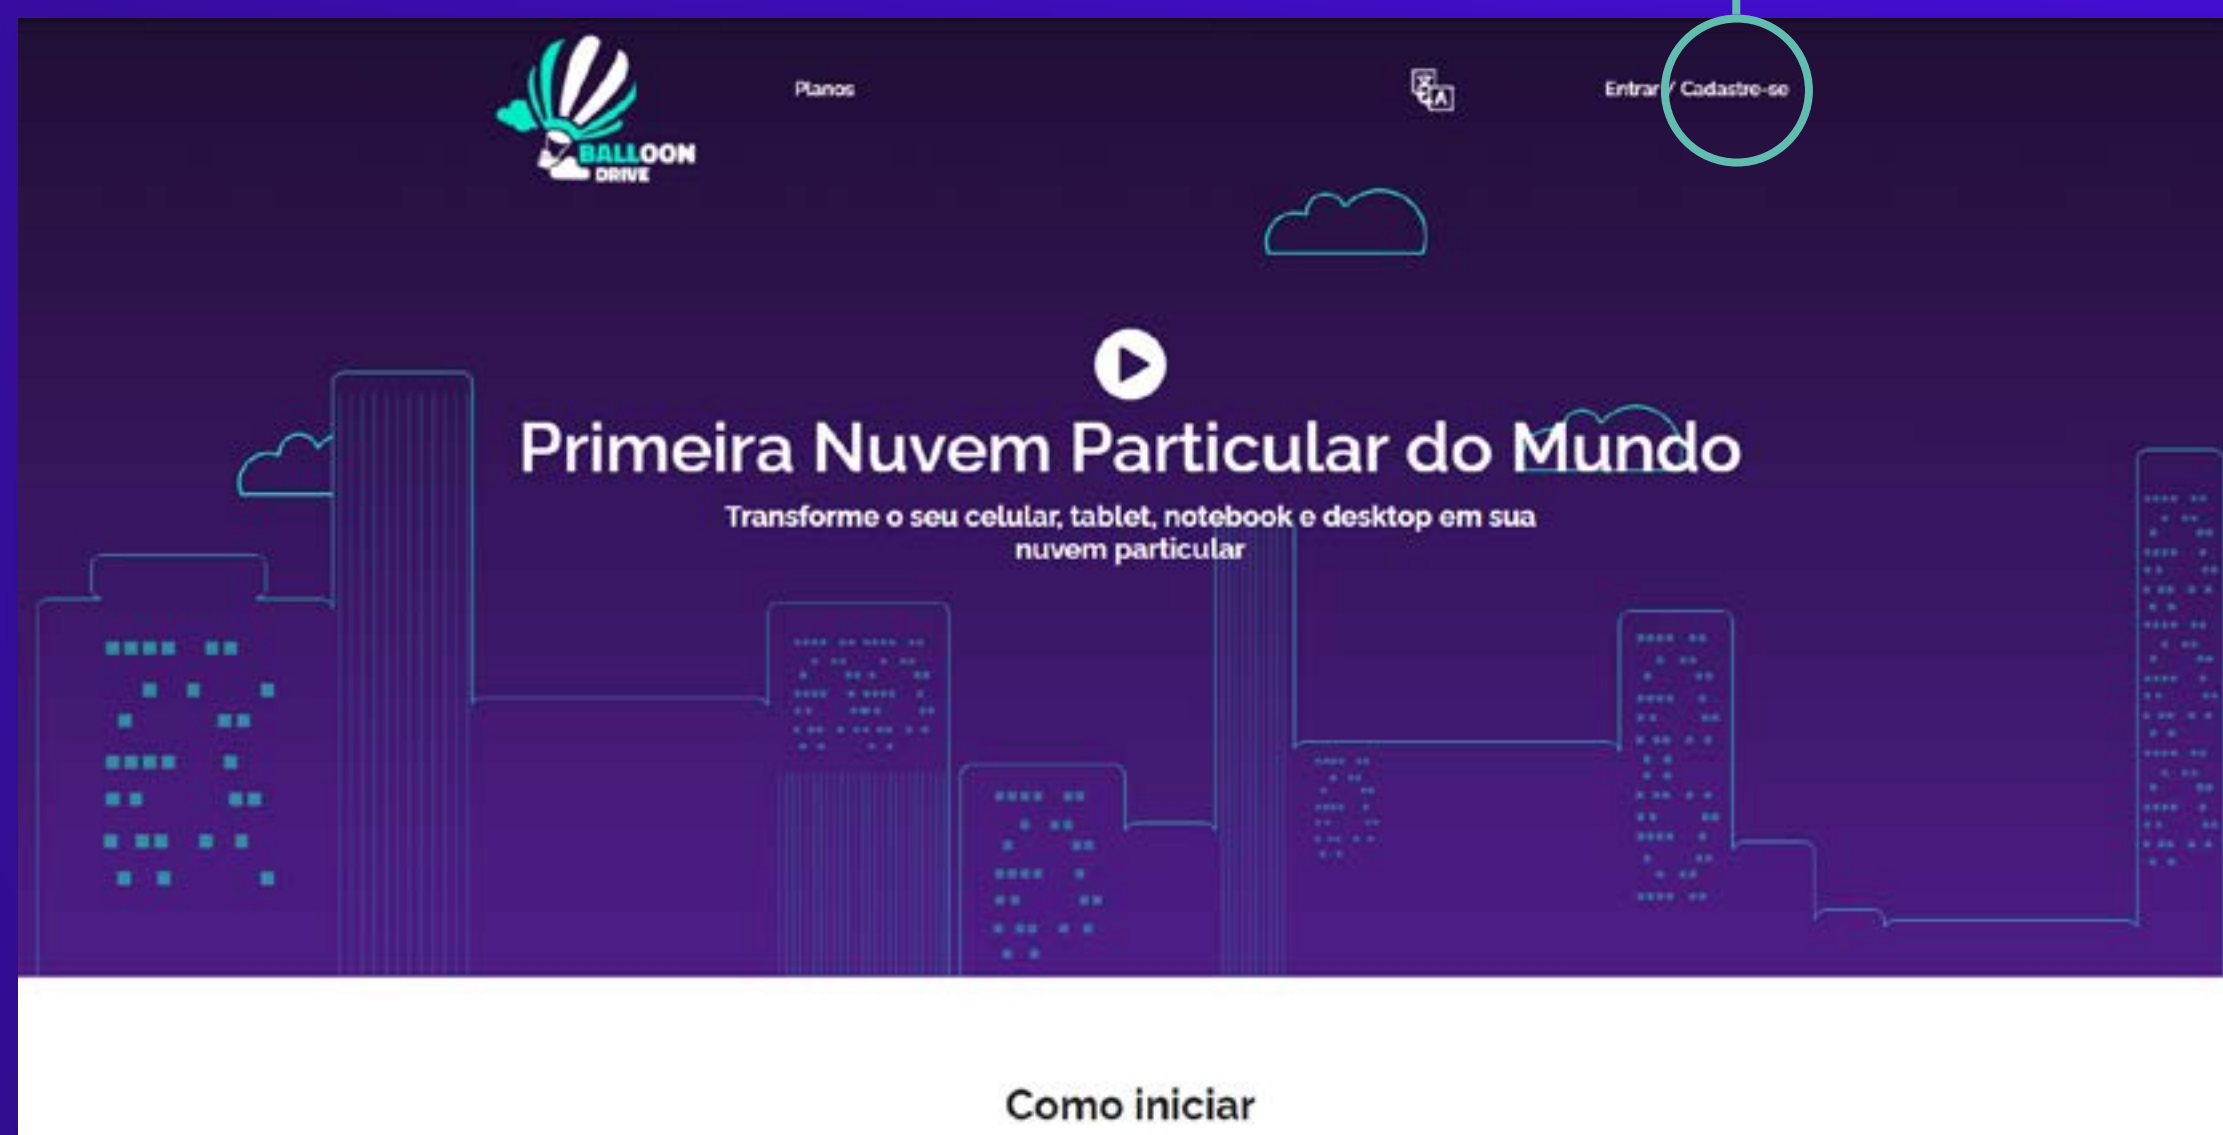 BALLOON
DRIVE
Planos
Entrar / Cadastre-se
Primeira Nuvem Particular do Mundo
Transforme o seu celular, tablet, notebook e desktop em sua
nuvem particular
Como iniciar